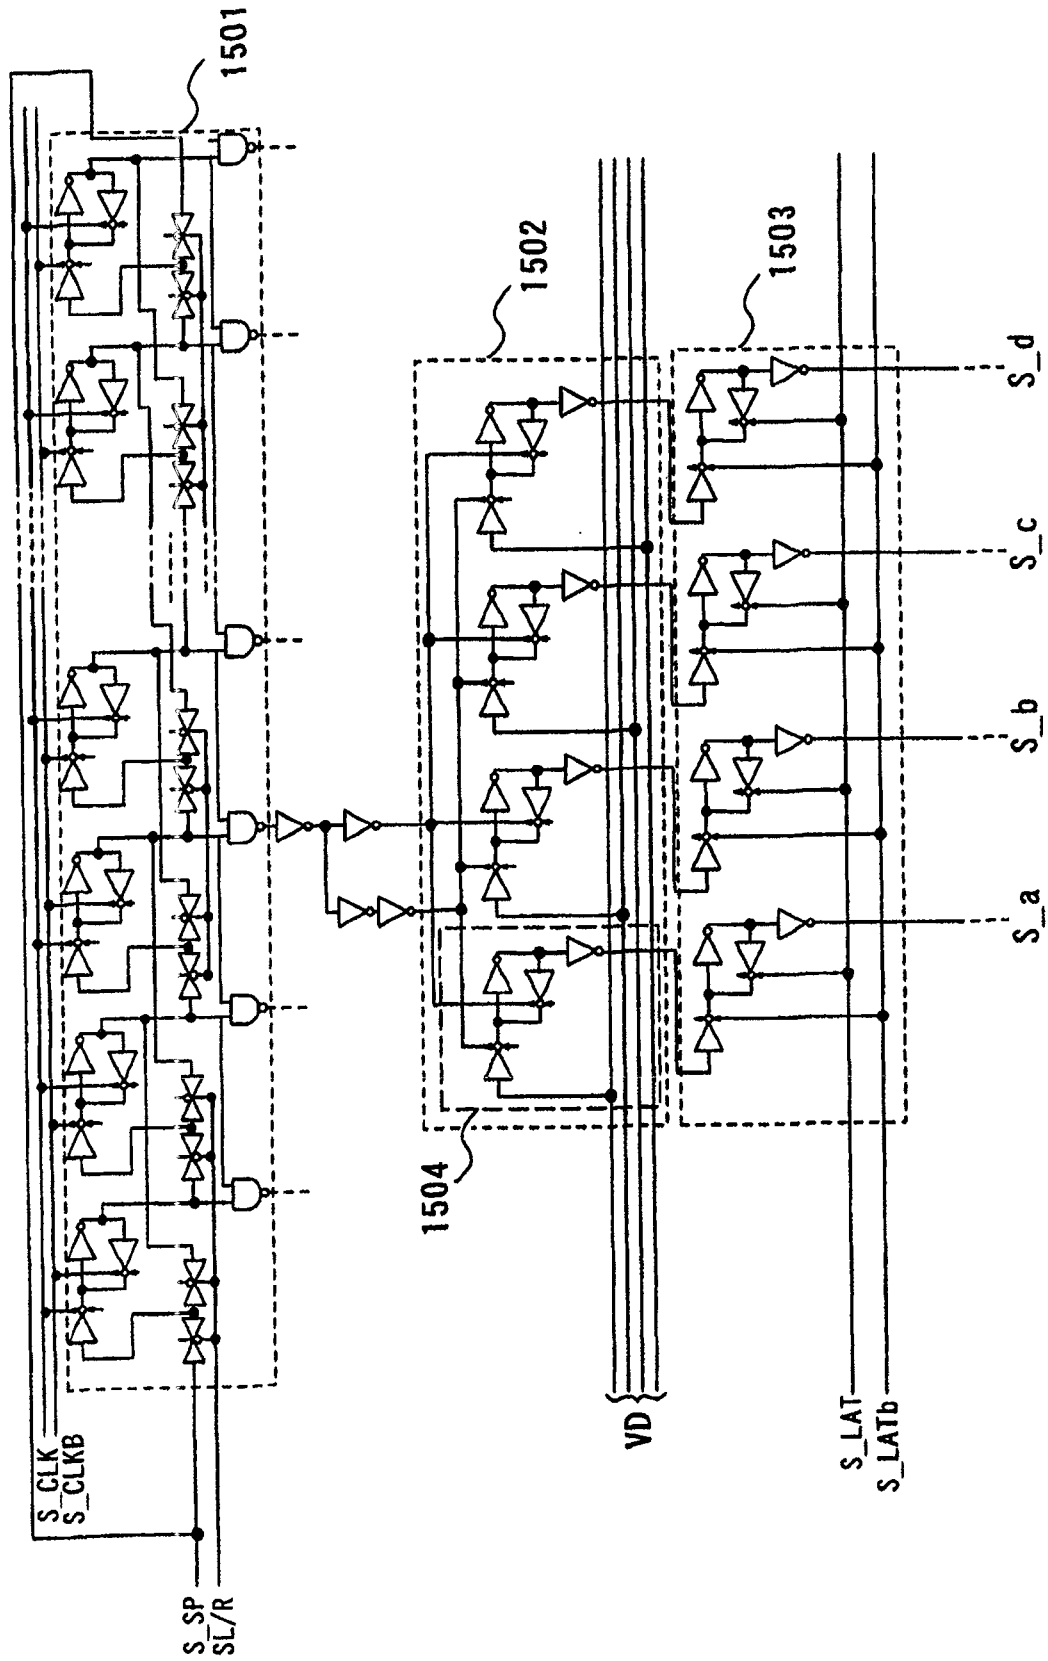 1501
S_CLK
S_CLKB
S_SP
SL/R
1502
1504
VD
1503
S_LAT
S_LATb
S_a
S_b
S_c
S_d